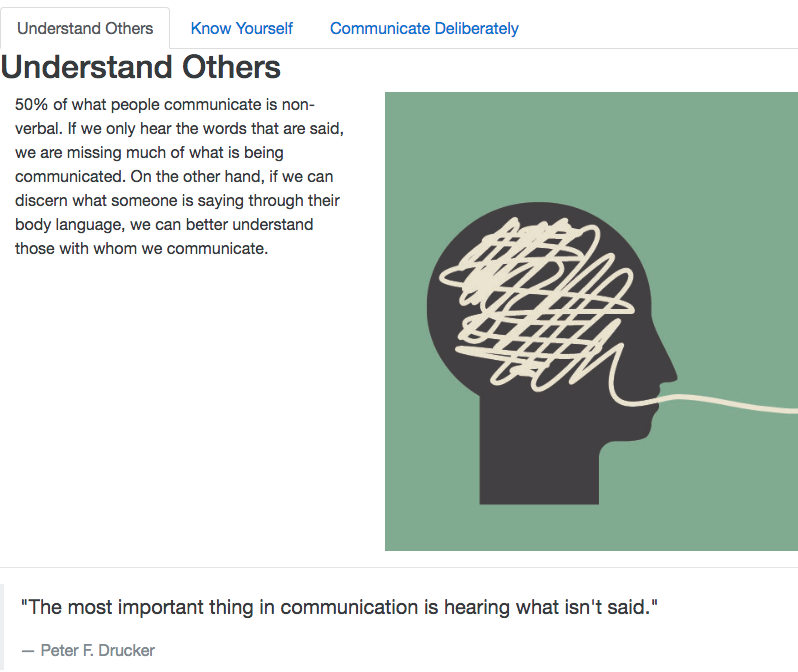 Understand Others Know Yourself Communicate Deliberately
Understand Others
50% of what people communicate is non-
verbal. If we only hear the words that are said,
we are missing much of what is being
communicated. On the other hand, if we can
discern what someone is saying through their
body language, we can better understand
those with whom we communicate.
"The most important thing in communication is hearing what isn't said."
— Peter F. Drucker